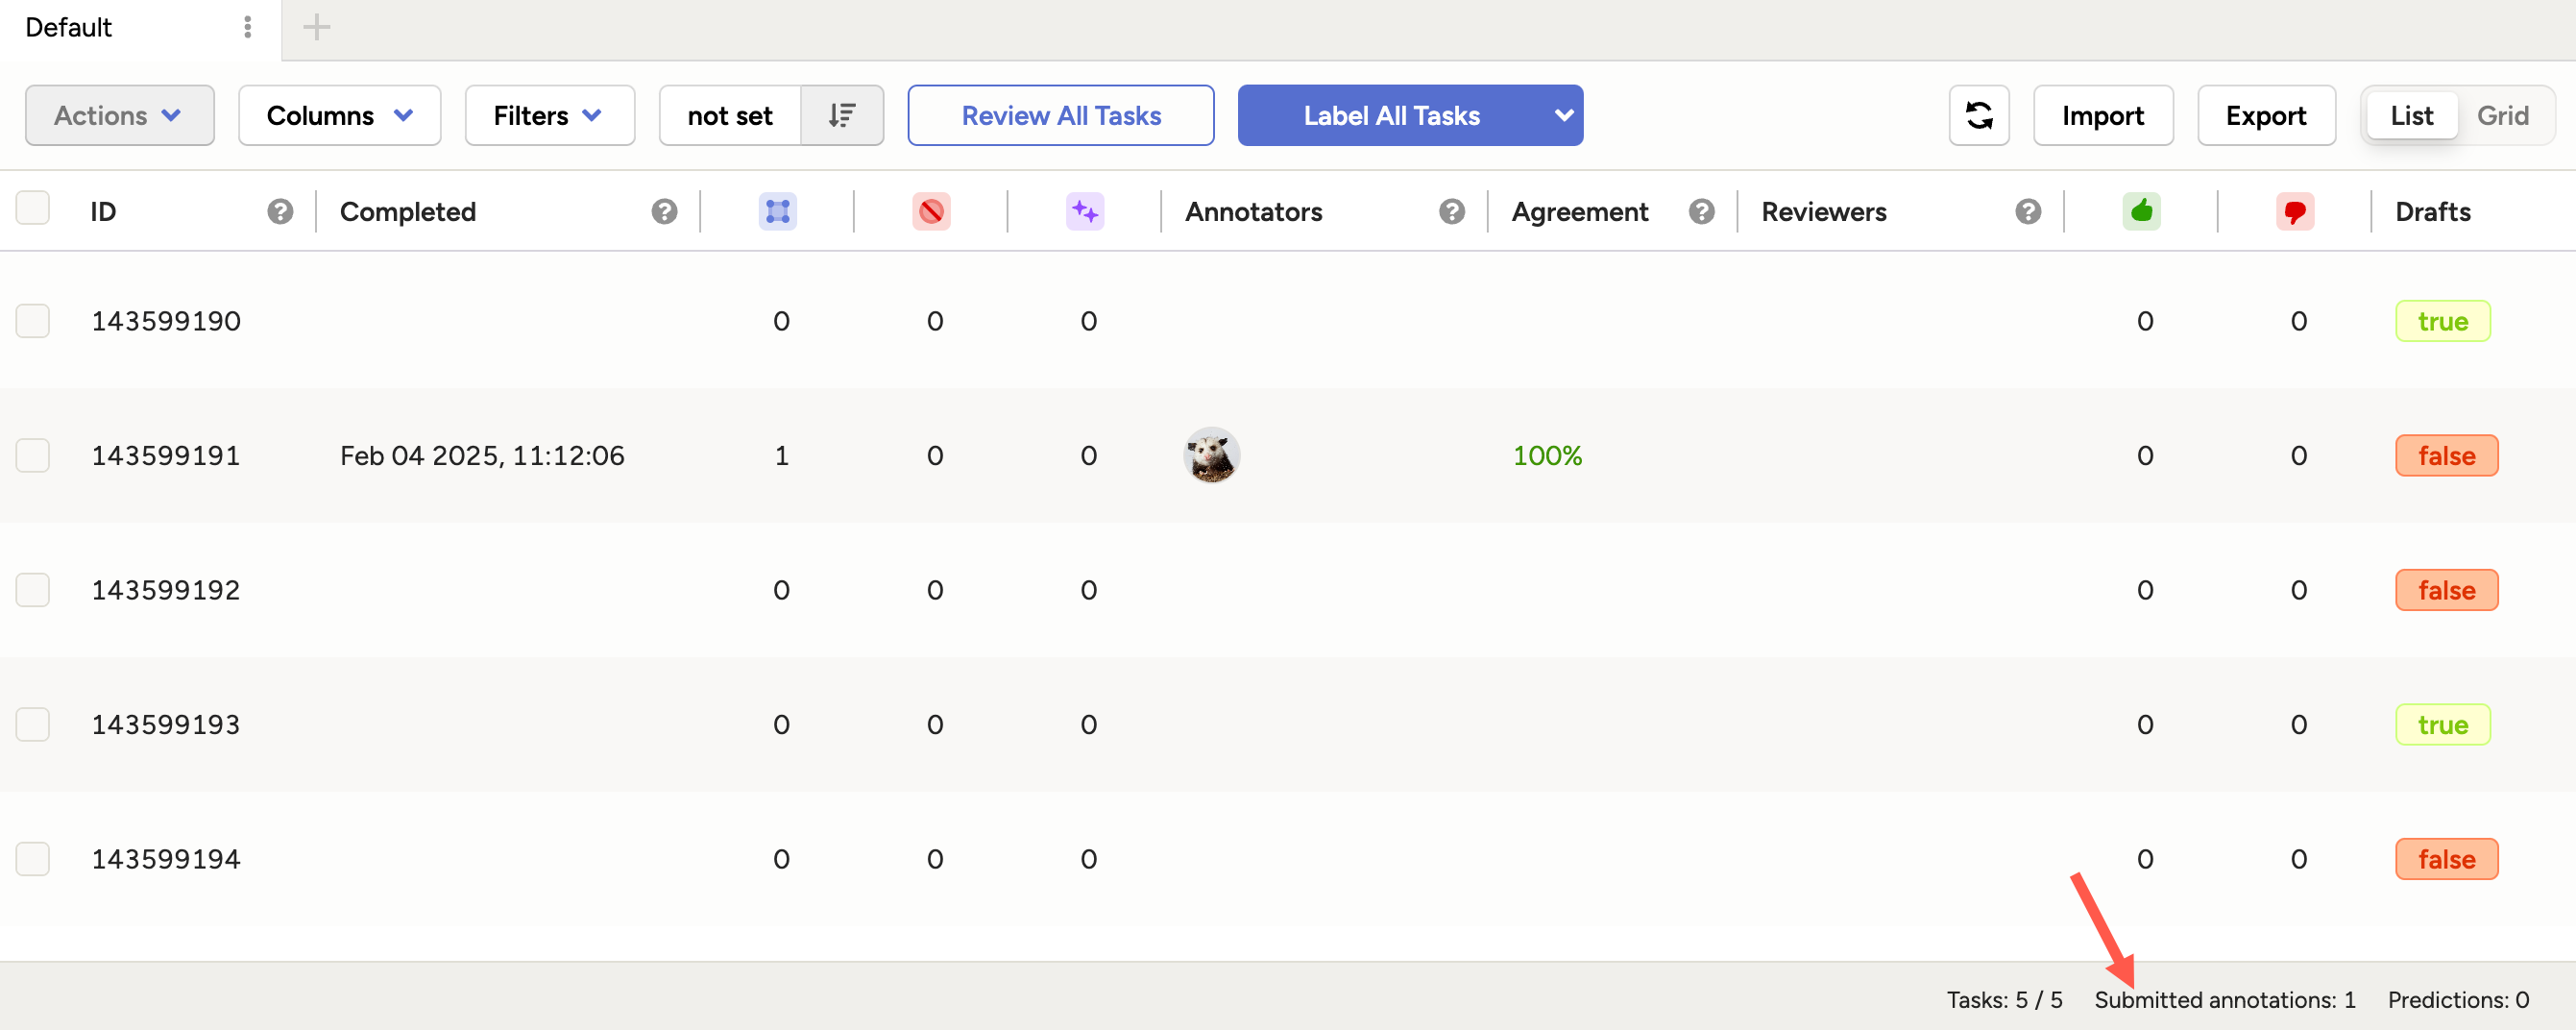 Default
Actions Columns Filters not set Review All Tasks Label All Tasks Import Export List Grid
ID Completed Annotators Agreement Reviewers Drafts
143599190 0 0 0 0 0 true
143599191 Feb 04 2025, 11:12:06 1 0 0 100% 0 0 false
143599192 0 0 0 0 0 false
143599193 0 0 0 0 0 true
143599194 0 0 0 0 0 false
Tasks: 5 / 5 Submitted annotations: 1 Predictions: 0